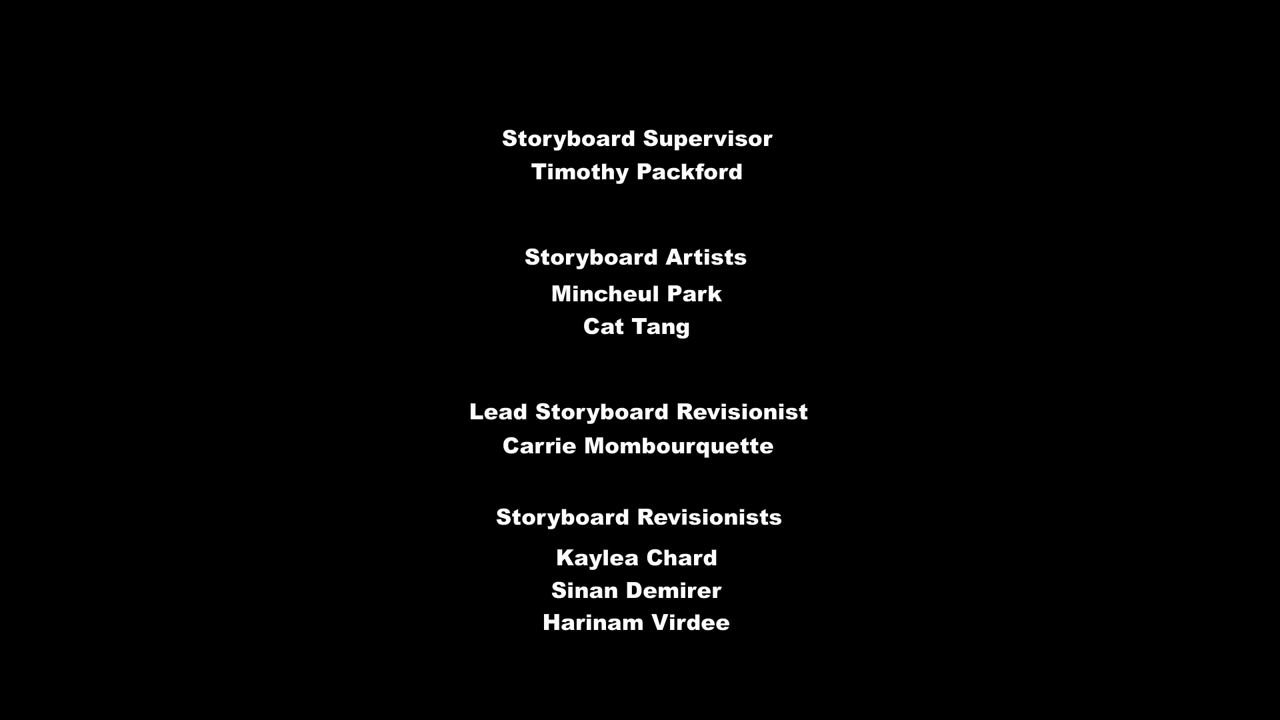 Storyboard Supervisor
Timothy Packford
Storyboard Artists
Mincheul Park
Cat Tang
Lead Storyboard Revisionist
Carrie Mombourquette
Storyboard Revisionists
Kaylea Chard
Sinan Demirer
Harinam Virdee